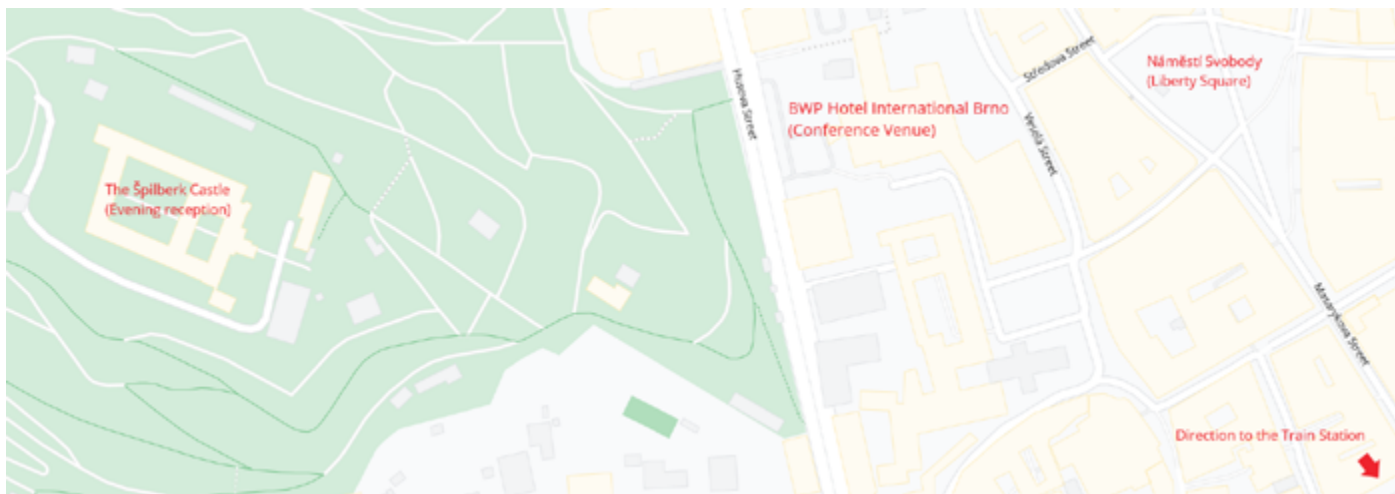 Husova Street
BWP Hotel International Brno
(Conference Venue)
Středova Street
Náměstí Svobody
(Liberty Square)
Veselá Street
The Špilberk Castle
(Evening reception)
Masarykova Street
Direction to the Train Station